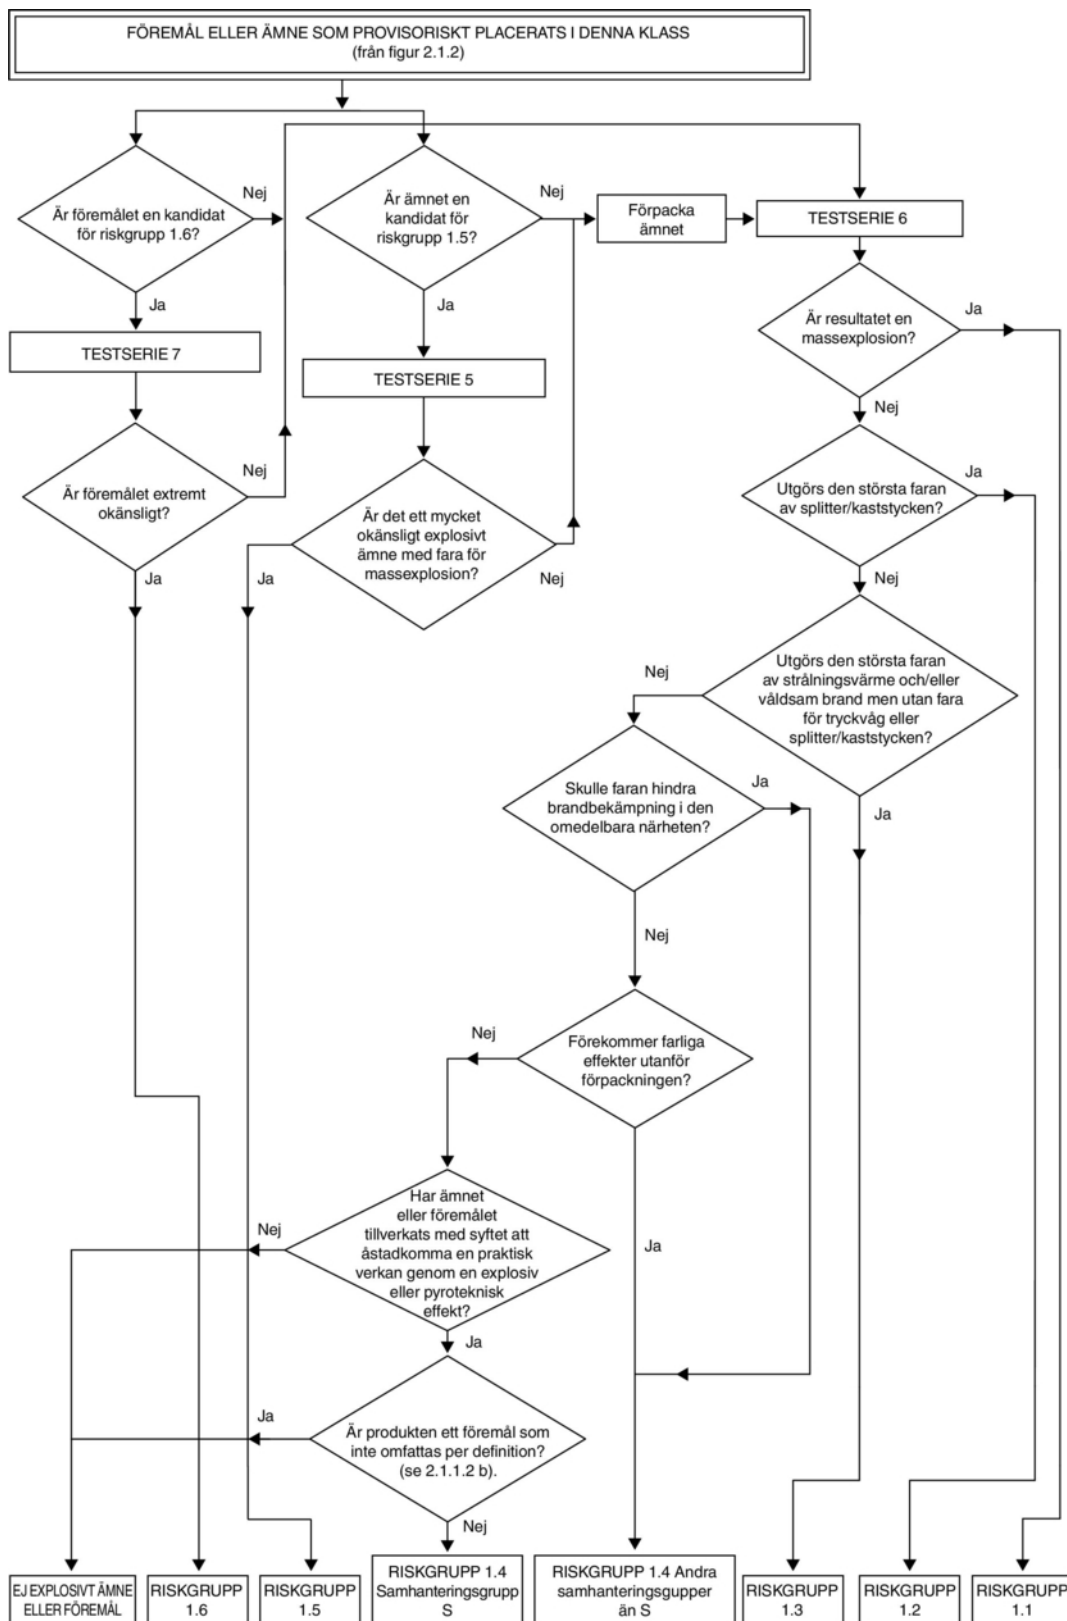 FÖREMÅL ELLER ÄMNE SOM PROVISORISKT PLACERATS I DENNA KLASS
(från figur 2.1.2)
Är föremålet en kandidat
för riskgrupp 1.6?
Nej
Ja
Är ämnet en
kandidat för
riskgrupp 1.5?
Nej
Ja
Förpacka
ämnet
TESTSERIE 6
TESTSERIE 7
TESTSERIE 5
Är resultatet en
massexplosion?
Ja
Nej
Är föremålet extremt
okänsligt?
Nej
Ja
Är det ett mycket
okänsligt explosivt
ämne med fara för
massexplosion?
Ja
Nej
Utgörs den största faran
av splitter/kaststycken?
Ja
Nej
Utgörs den största faran
av strålningsvärme och/eller
våldsam brand men utan fara
för tryckvåg eller
splitter/kaststycken?
Nej
Ja
Skulle faran hindra
brandbekämpning i den
omedelbara närheten?
Ja
Nej
Förekommer farliga
effekter utanför
förpackningen?
Nej
Ja
Har ämnet
eller föremålet
tillverkats med syftet att
åstadkomma en praktisk
verkan genom en explosiv
eller pyroteknisk
effekt?
Nej
Ja
Är produkten ett föremål som
inte omfattas per definition?
(se 2.1.1.2 b).
Ja
Nej
EJ EXPLOSIVT ÄMNE
ELLER FÖREMÅL
RISKGRUPP
1.6
RISKGRUPP
1.5
RISKGRUPP 1.4
Samhanteringsgrupp
S
RISKGRUPP 1.4 Andra
samhanteringsgupper
än S
RISKGRUPP
1.3
RISKGRUPP
1.2
RISKGRUPP
1.1